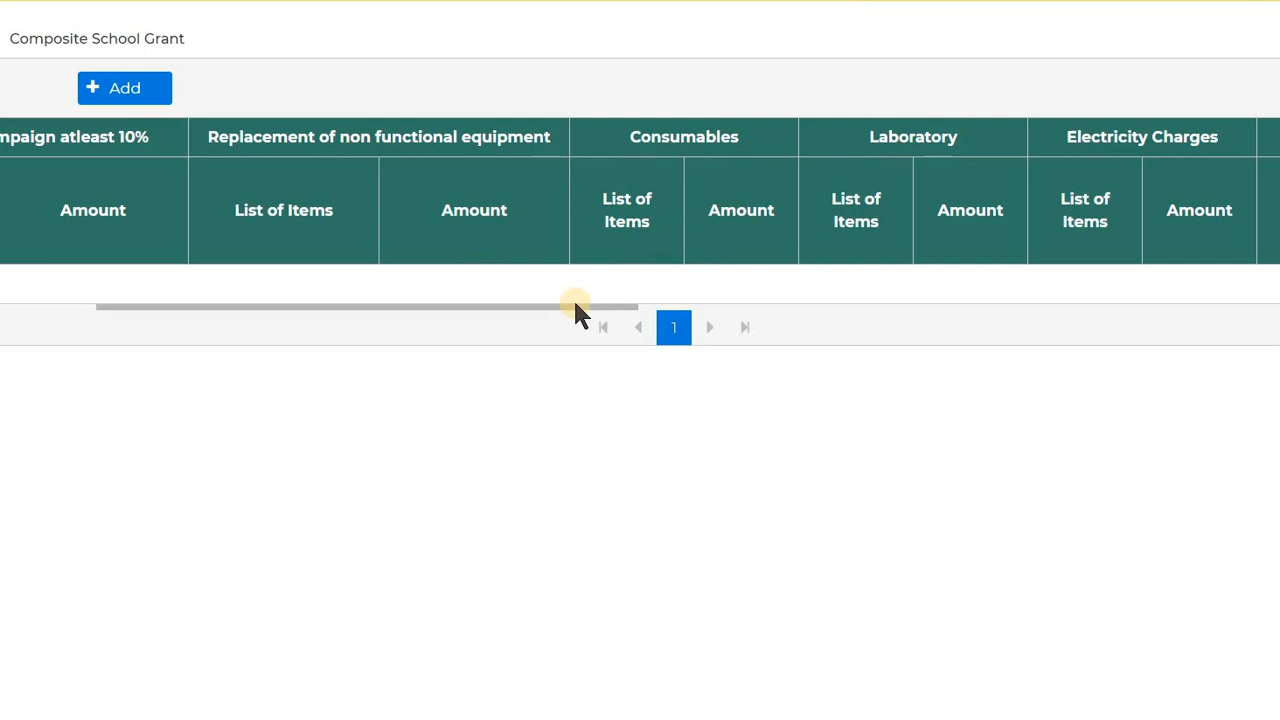 Composite School Grant
Add
mpaign atleast 10% Replacement of non functional equipment Consumables Laboratory Electricity Charges
Amount List of Items Amount List of Items Amount List of Items Amount List of Items Amount
1